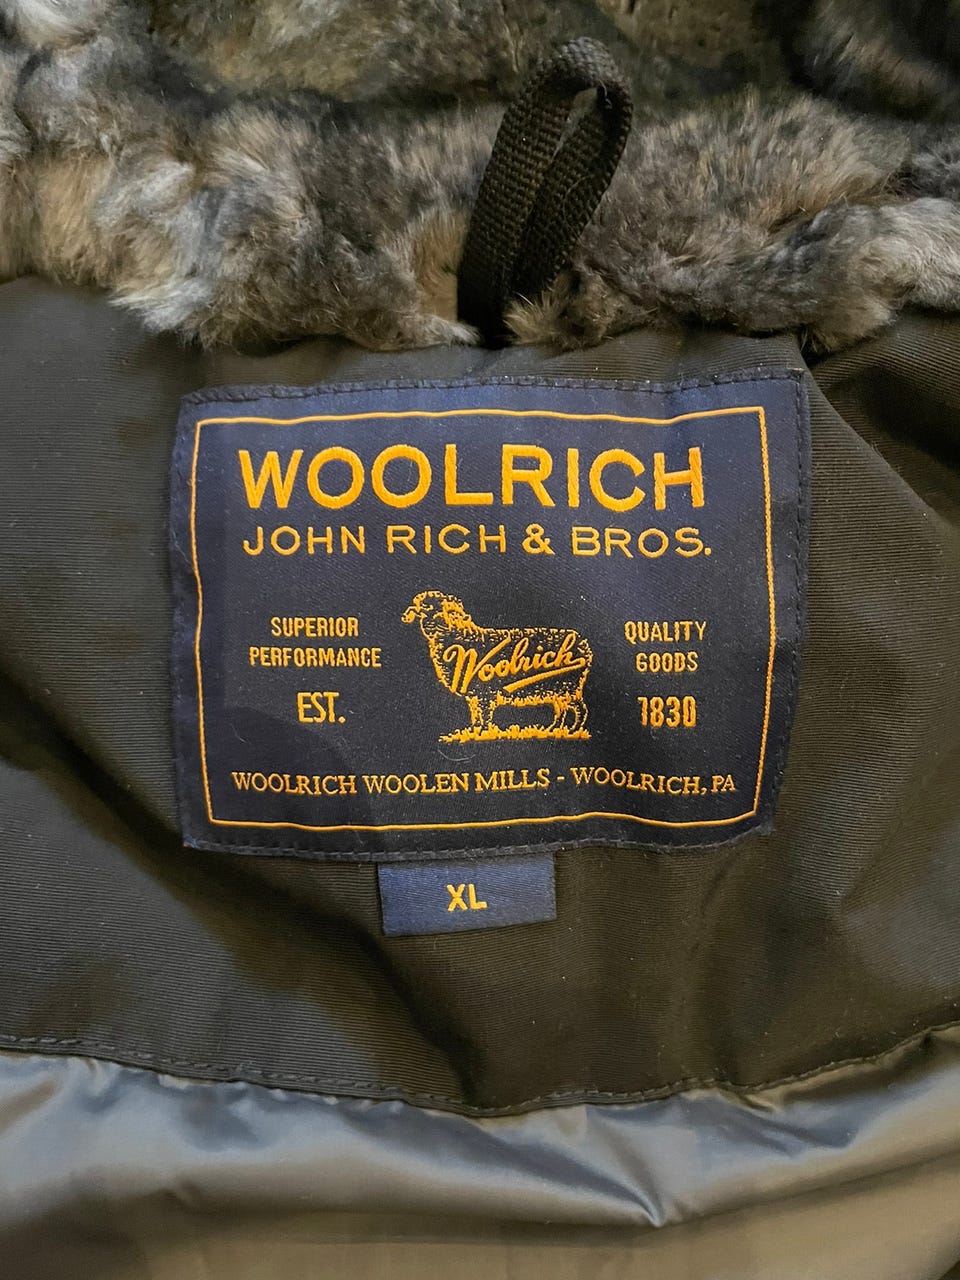 WOOLRICH
JOHN RICH & BROS.
SUPERIOR
PERFORMANCE
EST.
Woolrich
QUALITY
GOODS
1830
WOOLRICH WOOLEN MILLS - WOOLRICH, PA
XL